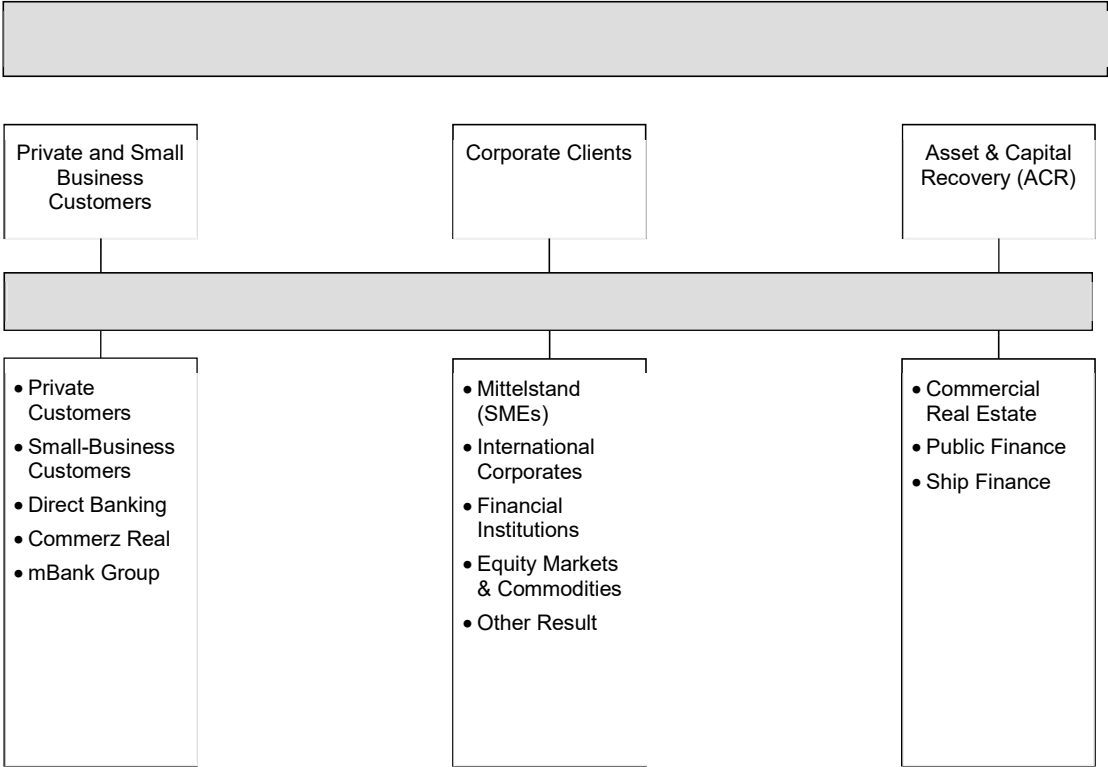 Private and Small
Business
Customers
Corporate Clients
Asset & Capital
Recovery (ACR)
• Private
Customers
• Small-Business
Customers
• Direct Banking
• Commerz Real
• mBank Group
• Mittelstand
(SMEs)
• International
Corporates
• Financial
Institutions
• Equity Markets
& Commodities
• Other Result
• Commercial
Real Estate
• Public Finance
• Ship Finance